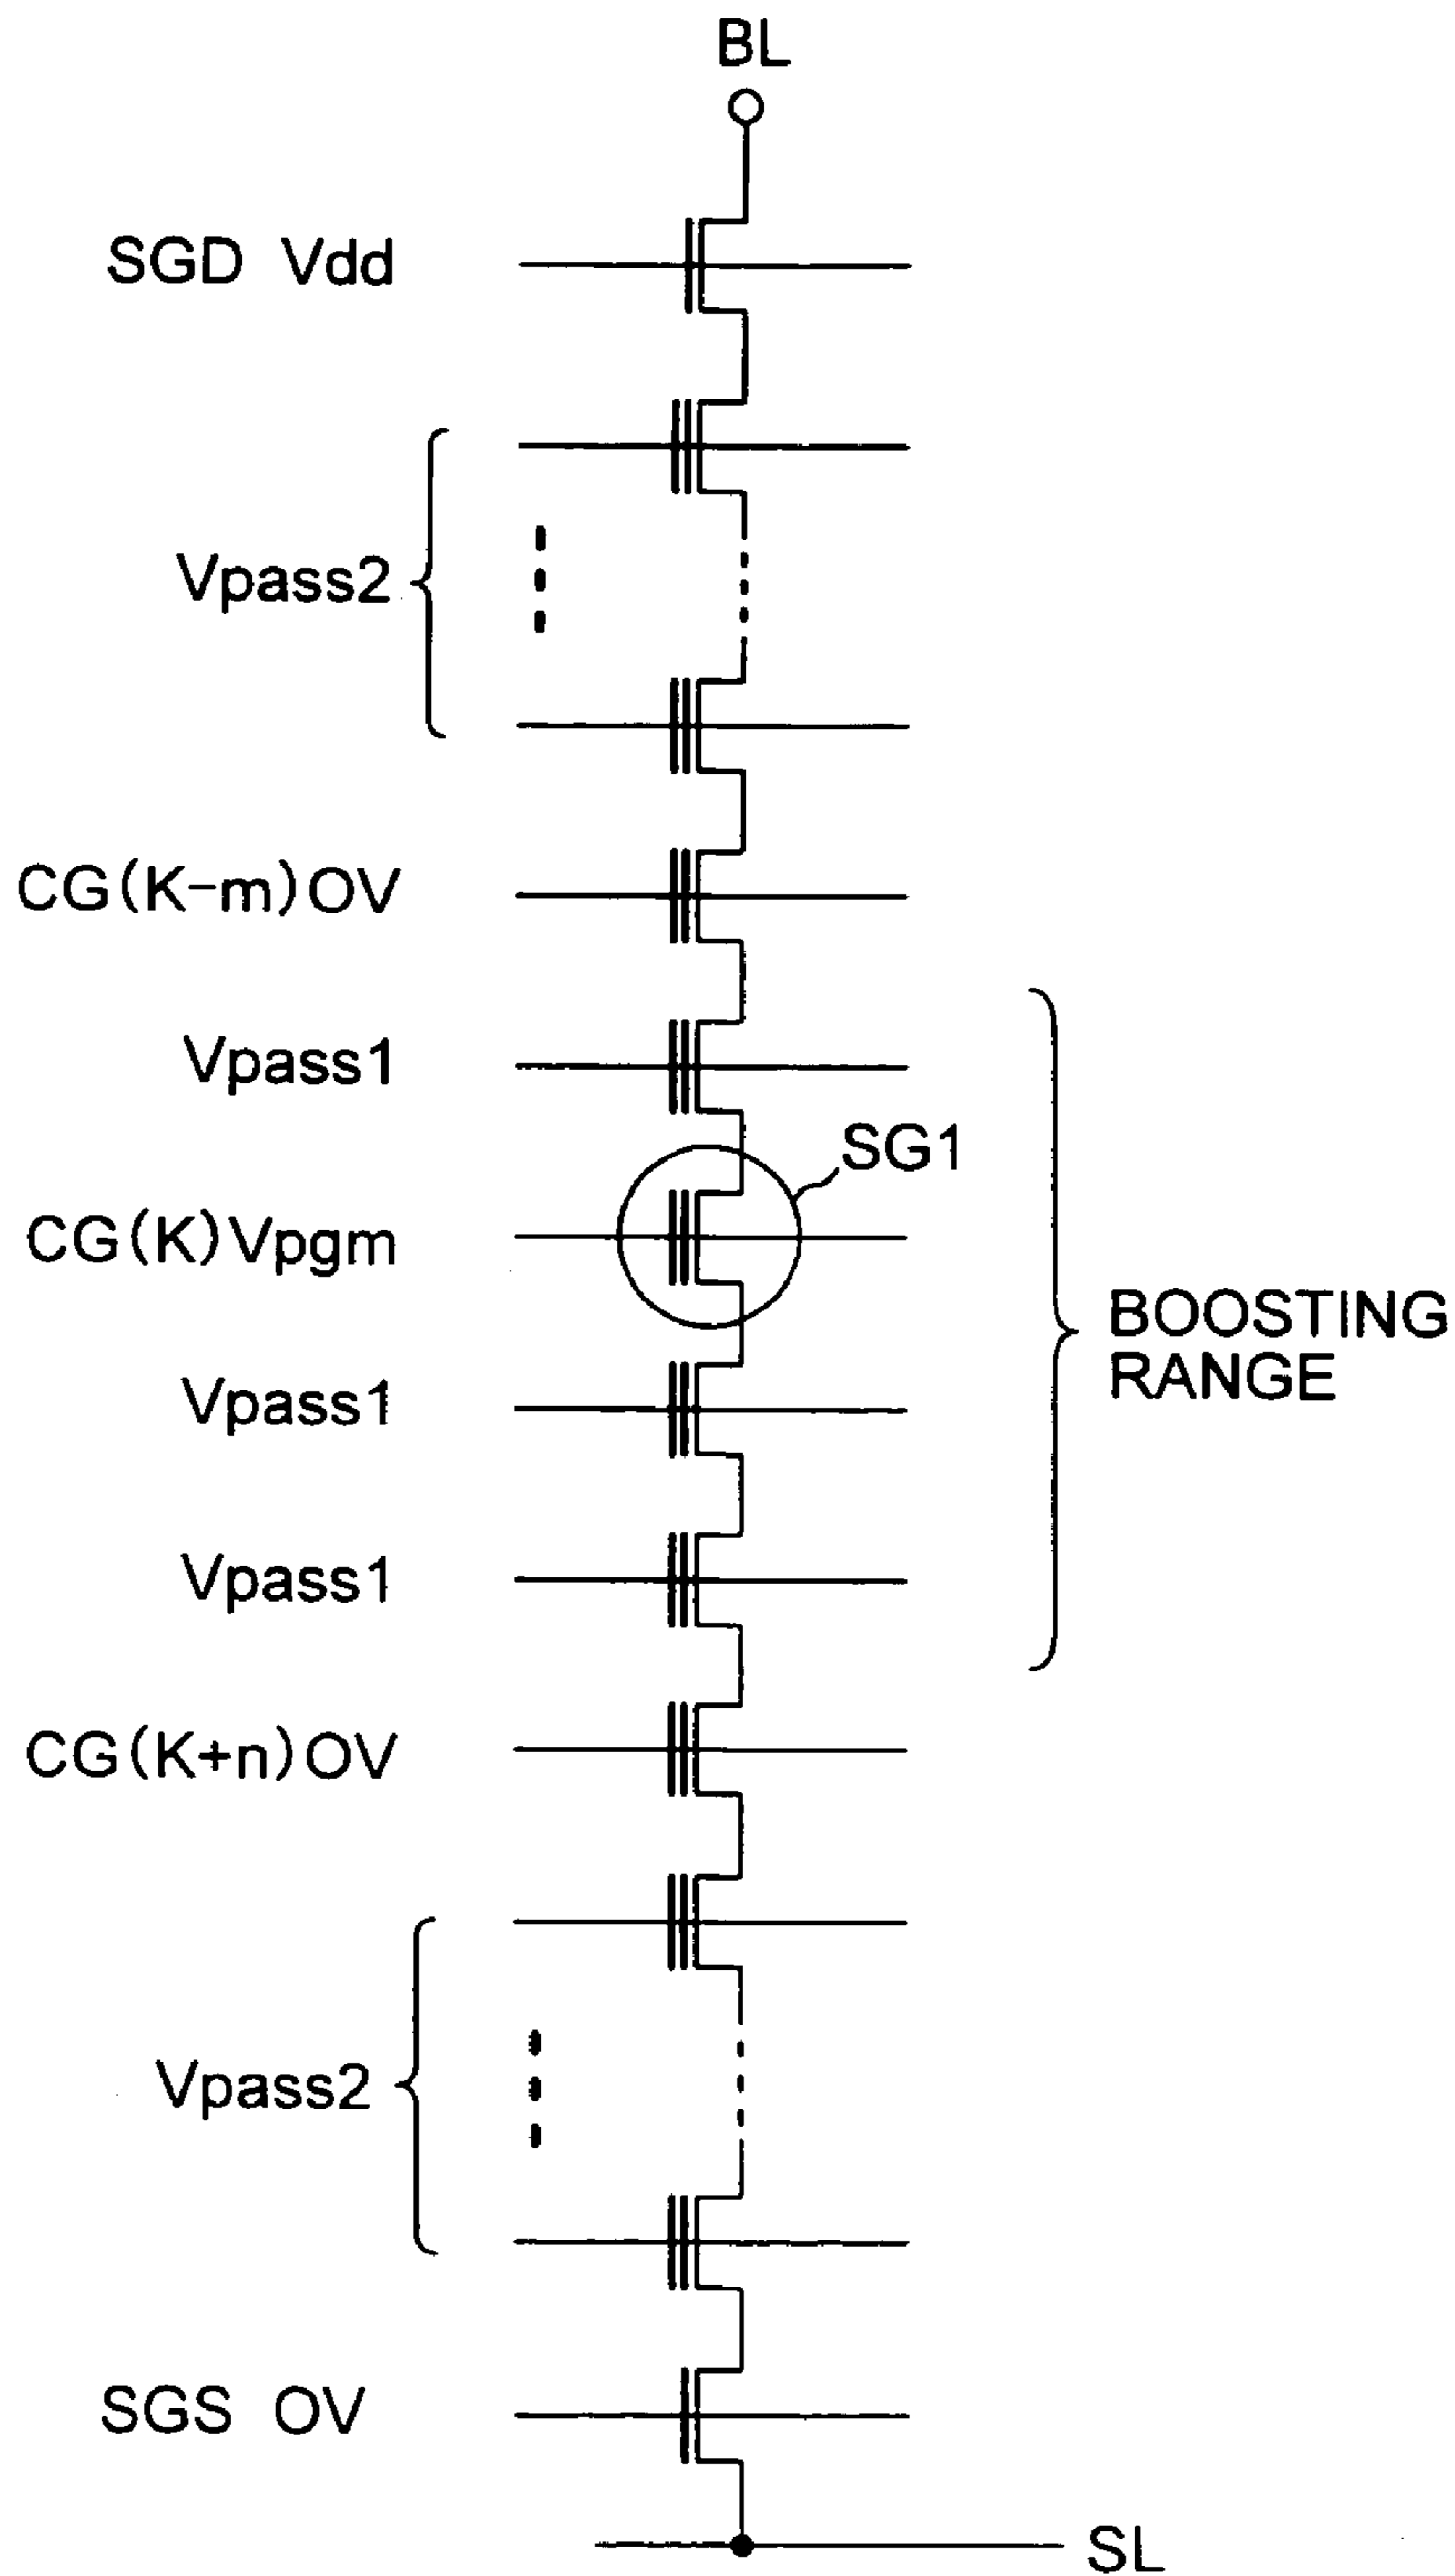 BL
SGD Vdd
Vpass2
CG(K-m)OV
Vpass1
SG1
CG(K)Vpgm
BOOSTING
RANGE
Vpass1
Vpass1
CG(K+n)OV
Vpass2
SGS OV
SL